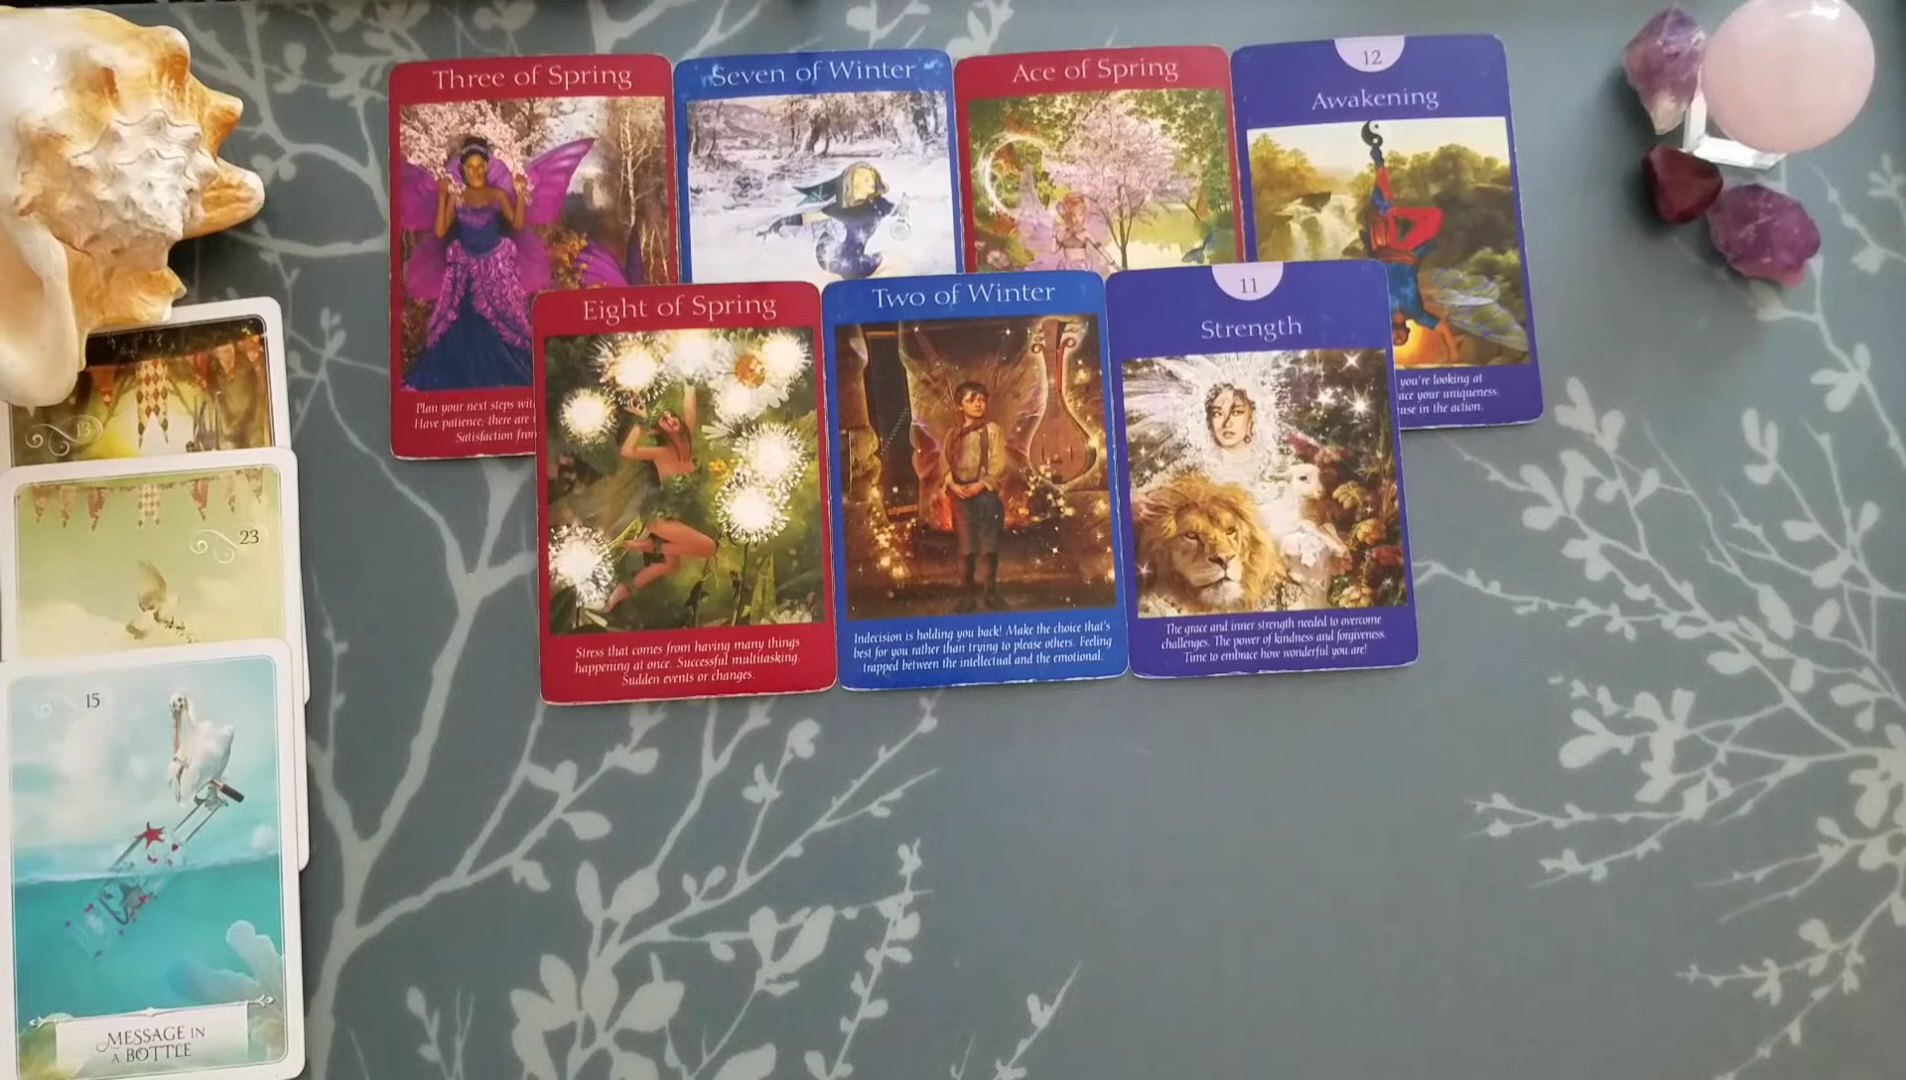 Three of Spring
Plan your next steps wit
Have patience; there are
Satisfaction from
Seven of Winter
Ace of Spring
12
Awakening
you're looking at
ace your uniqueness.
use in the action.
Eight of Spring
Stress that comes from having many things
happening at once. Successful multitasking.
Sudden events or changes.
Two of Winter
Indecision is holding you back! Make the choice that's
best for you rather than trying to please others. Feeling
trapped between the intellectual and the emotional.
11
Strength
The grace and inner strength needed to overcome
challenges. The power of kindness and forgiveness.
Time to embrace how wonderful you are!
13
23
15
MESSAGE IN
A BOTTLE